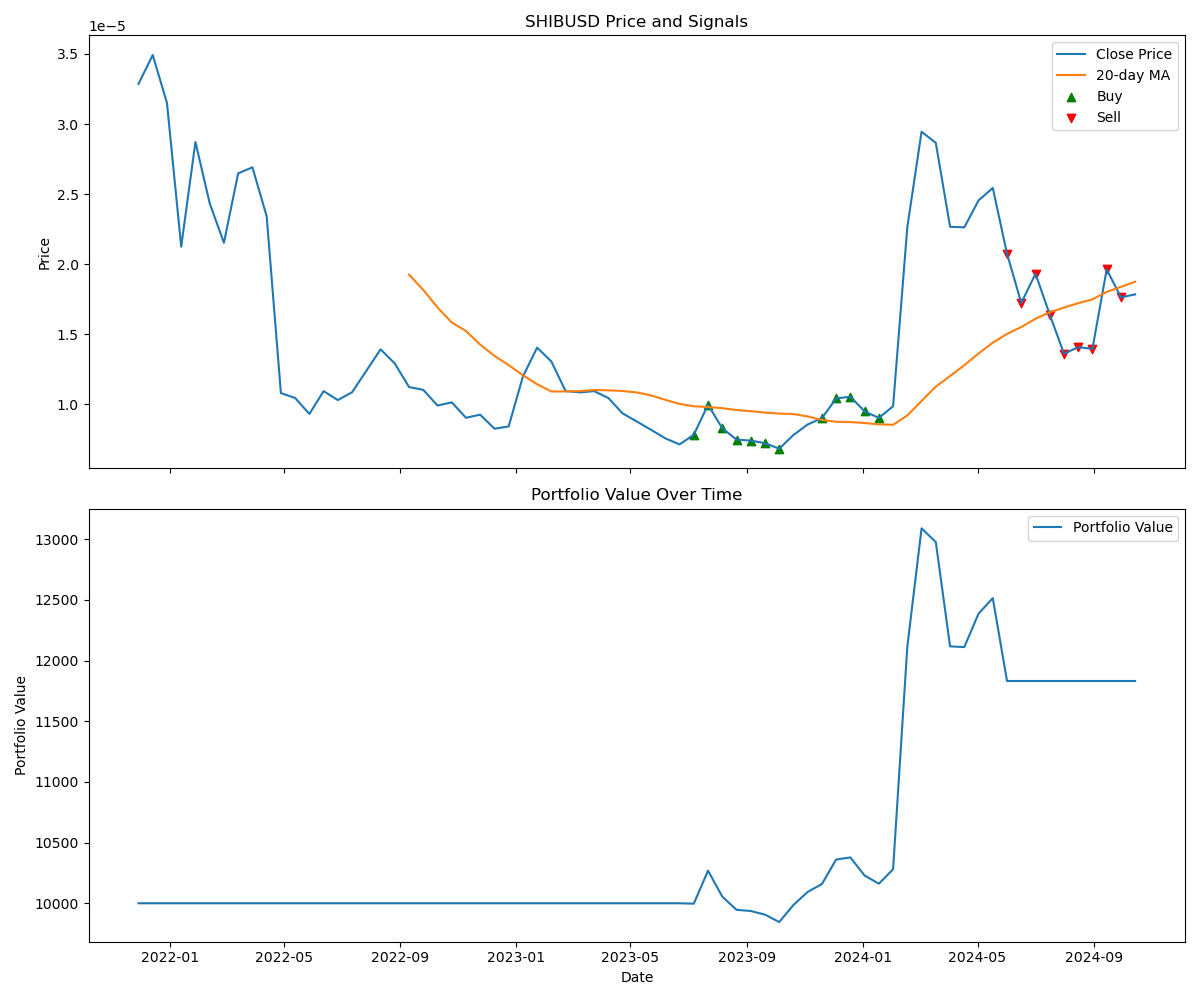 SHIBUSD Price and Signals
1e−5
3.5
3.0
2.5
2.0
1.5
1.0
Price
Close Price
20-day MA
Buy
Sell
Portfolio Value Over Time
13000
12500
12000
11500
11000
10500
10000
Portfolio Value
Portfolio Value
2022-01 2022-05 2022-09 2023-01 2023-05 2023-09 2024-01 2024-05 2024-09
Date